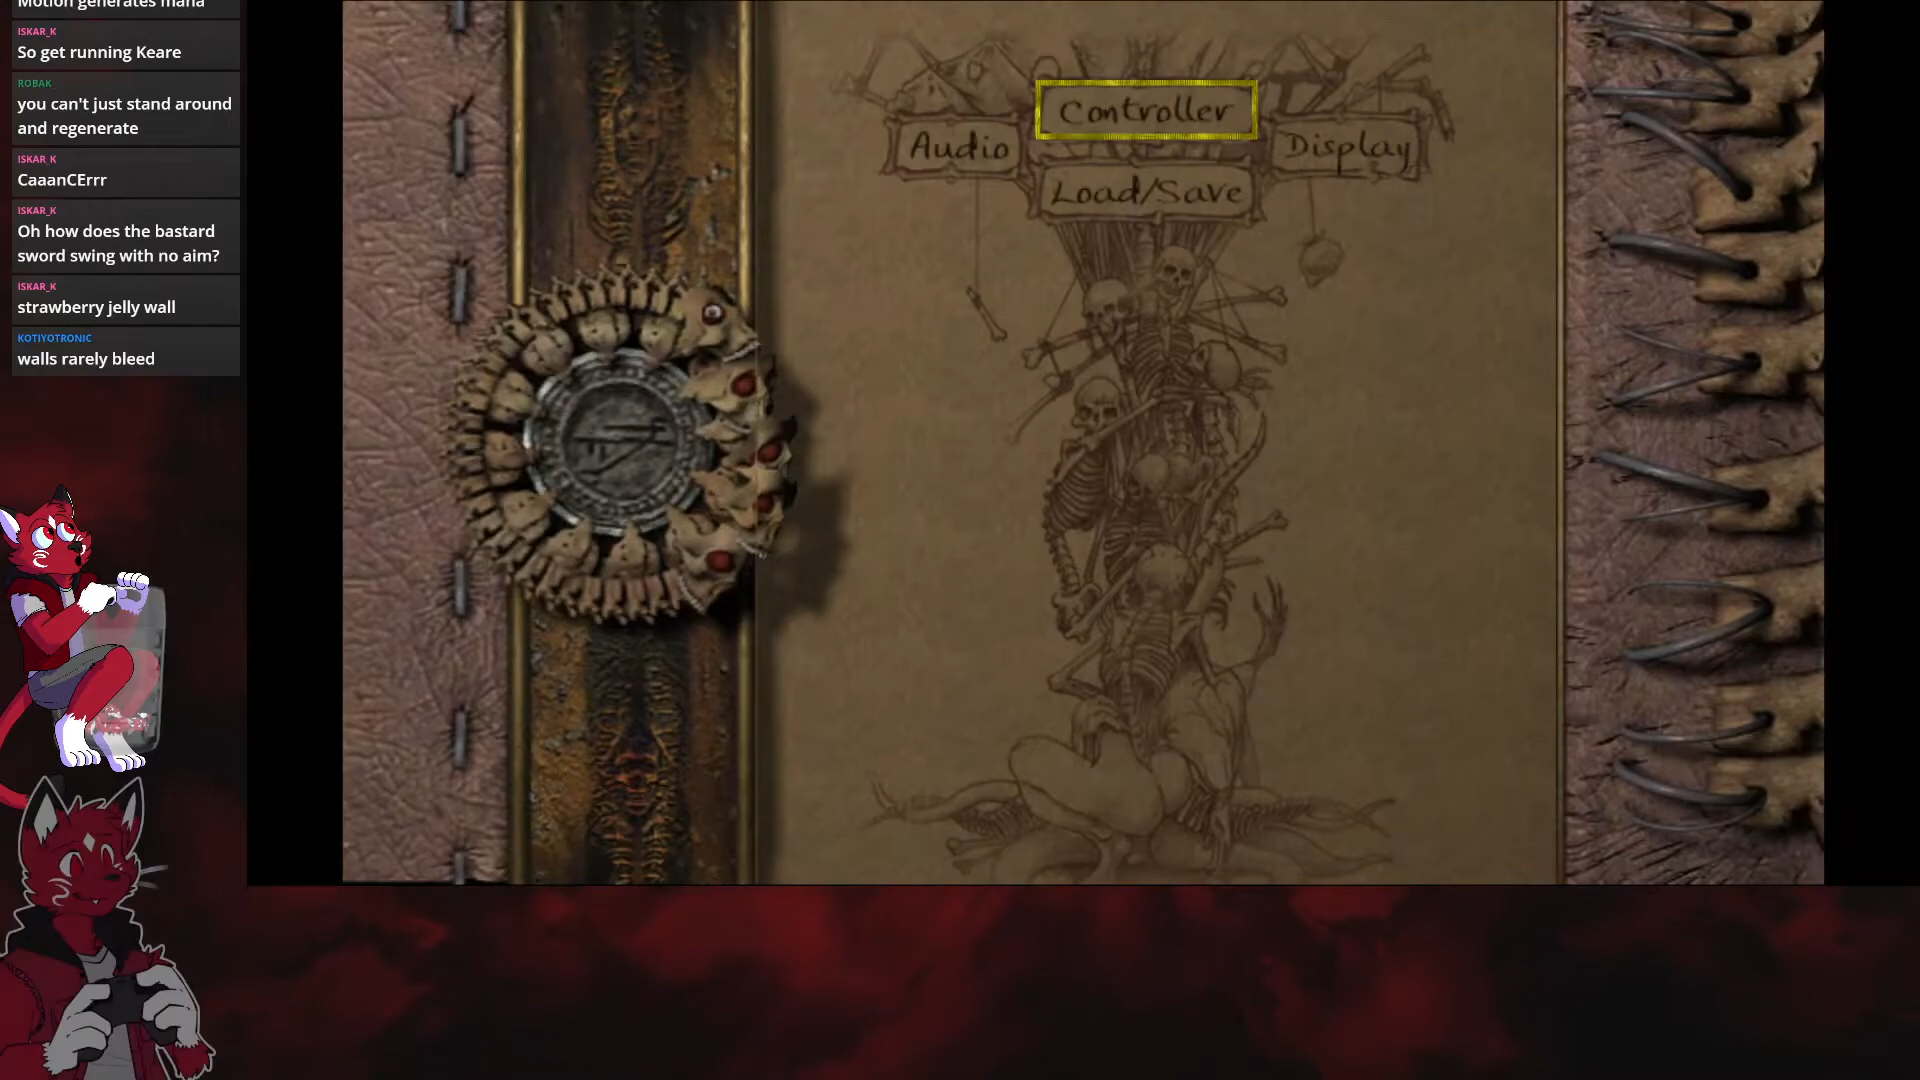 Motion generates mana
ISKAR_K
So get running Keare
ROBAK
you can't just stand around
and regenerate
ISKAR_K
CaaanCErrr
ISKAR_K
Oh how does the bastard
sword swing with no aim?
ISKAR_K
strawberry jelly wall
KOTIYOTRONIC
walls rarely bleed
Controller
Audio
Display
Load/Save